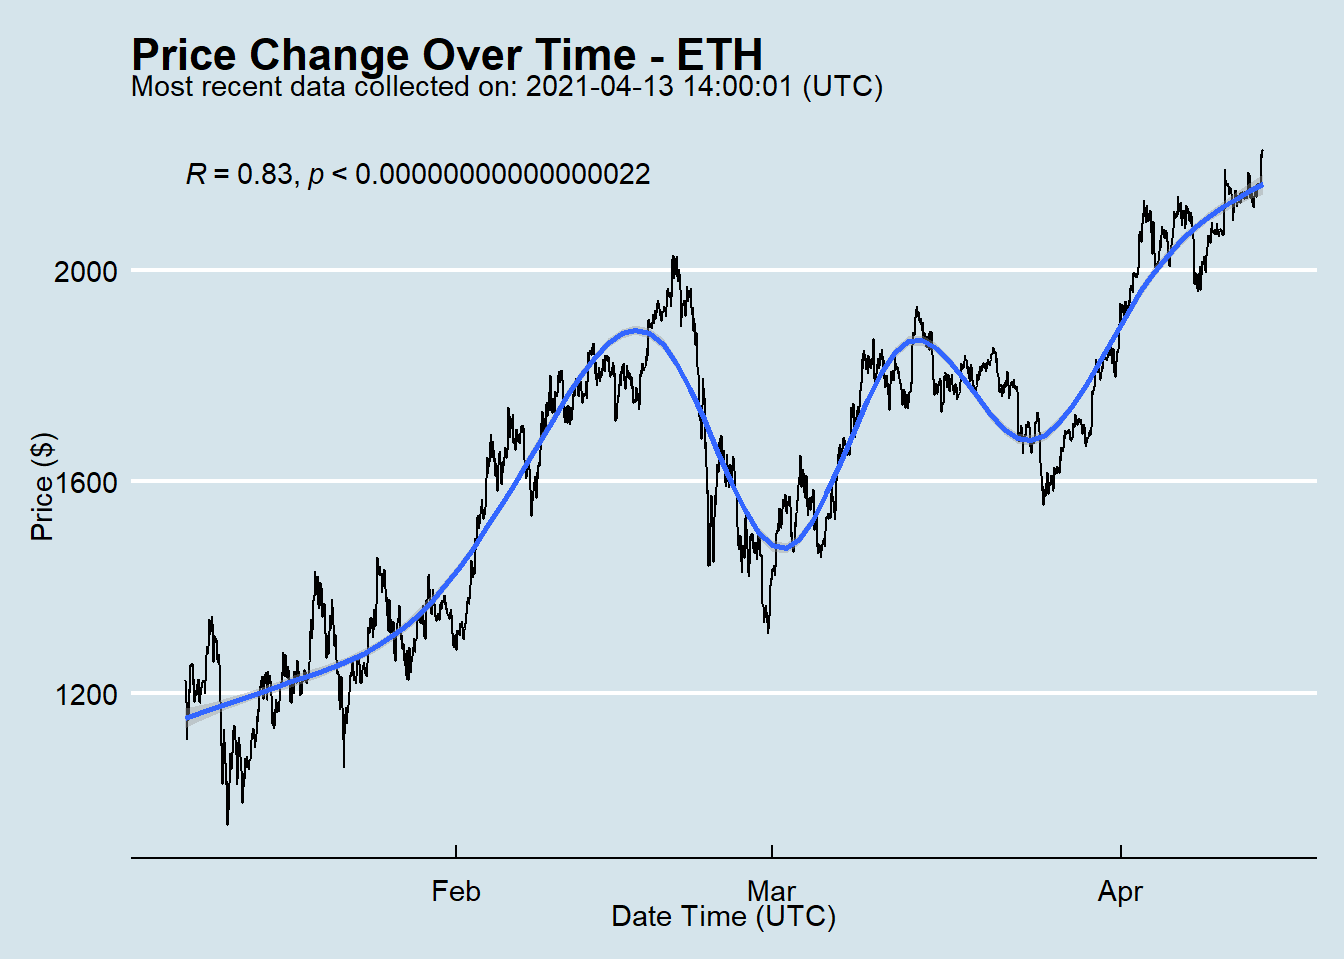 Price Change Over Time - ETH
Most recent data collected on: 2021-04-13 14:00:01 (UTC)
R = 0.83, p < 0.00000000000000022
2000
1600
1200
Price ($)
Feb
Mar
Apr
Date Time (UTC)